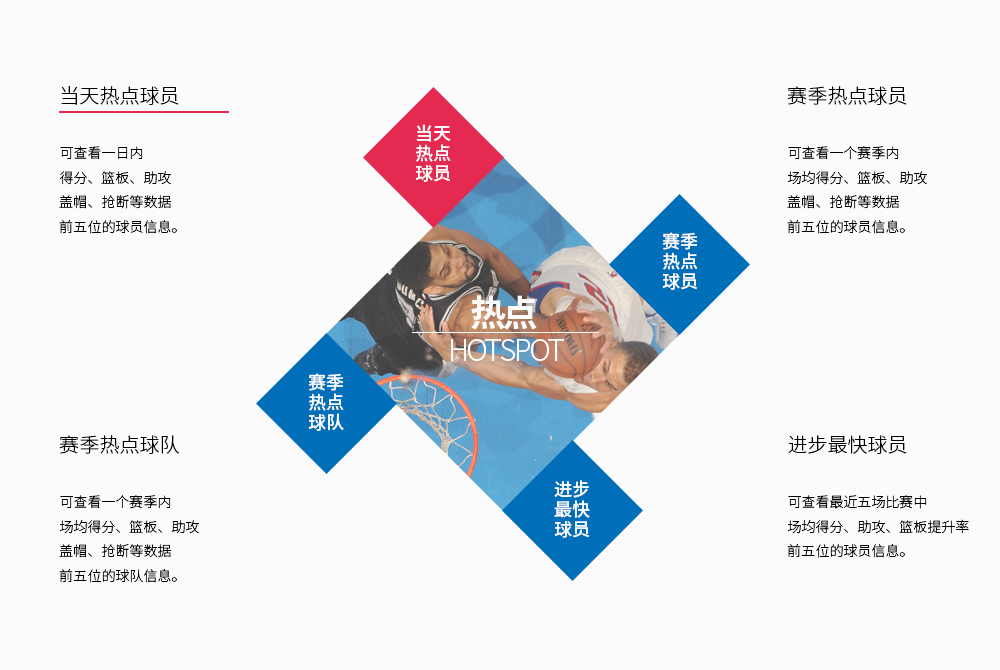 当天热点球员
可查看一日内
得分、篮板、助攻
盖帽、抢断等数据
前五位的球员信息。
赛季热点球员
可查看一个赛季内
场均得分、篮板、助攻
盖帽、抢断等数据
前五位的球员信息。
当天
热点
球员
赛季
热点
球员
热点
HOTSPOT
赛季
热点
球队
进步
最快
球员
赛季热点球队
可查看一个赛季内
场均得分、篮板、助攻
盖帽、抢断等数据
前五位的球队信息。
进步最快球员
可查看最近五场比赛中
场均得分、助攻、篮板提升率
前五位的球员信息。